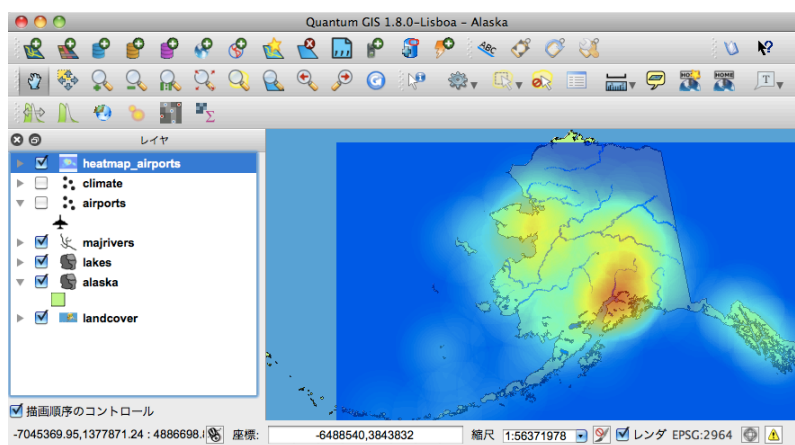 Quantum GIS 1.8.0-Lisboa - Alaska
ABC
HOME
T
レイヤ
heatmap_airports
climate
airports
majrivers
lakes
alaska
landcover
描画順序のコントロール
-7045369.95,1377871.24 : 4886698.
座標:
-6488540,3843832
縮尺
1:56371978
レンダ
EPSG:2964